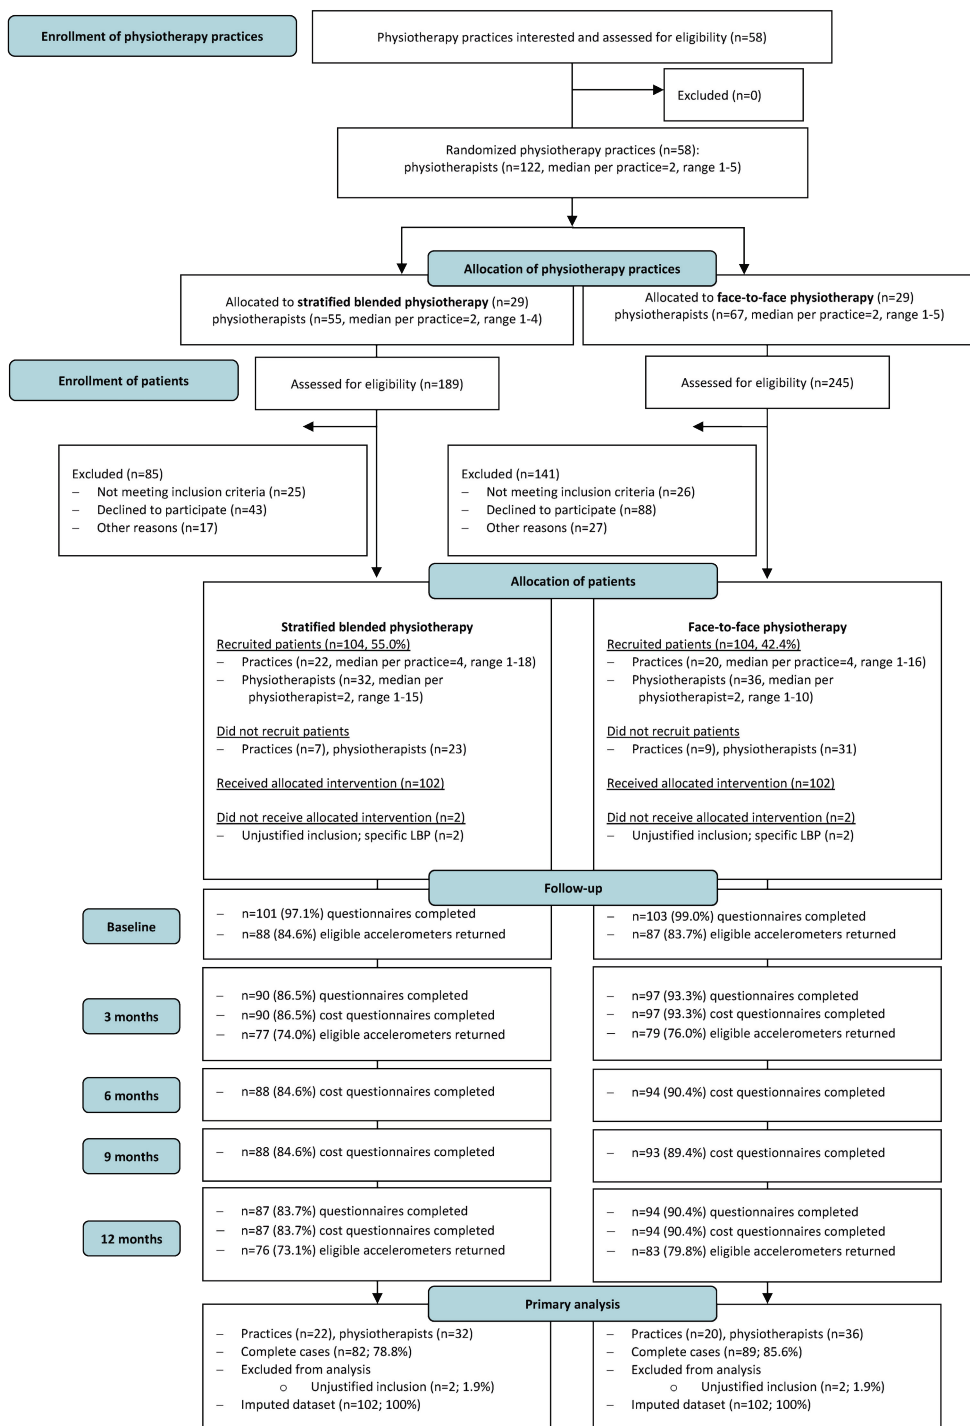 Enrollment of physiotherapy practices
Physiotherapy practices interested and assessed for eligibility (n=58)
Excluded (n=0)
Randomized physiotherapy practices (n=58):
physiotherapists (n=122, median per practice=2, range 1-5)
Allocation of physiotherapy practices
Allocated to stratified blended physiotherapy (n=29)
physiotherapists (n=55, median per practice=2, range 1-4)
Allocated to face-to-face physiotherapy (n=29)
physiotherapists (n=67, median per practice=2, range 1-5)
Enrollment of patients
Assessed for eligibility (n=189)
Assessed for eligibility (n=245)
Excluded (n=85)
– Not meeting inclusion criteria (n=25)
– Declined to participate (n=43)
– Other reasons (n=17)
Excluded (n=141)
– Not meeting inclusion criteria (n=26)
– Declined to participate (n=88)
– Other reasons (n=27)
Allocation of patients
Stratified blended physiotherapy
Recruited patients (n=104, 55.0%)
– Practices (n=22, median per practice=4, range 1-18)
– Physiotherapists (n=32, median per
physiotherapist=2, range 1-15)
Did not recruit patients
– Practices (n=7), physiotherapists (n=23)
Received allocated intervention (n=102)
Did not receive allocated intervention (n=2)
– Unjustified inclusion; specific LBP (n=2)
Face-to-face physiotherapy
Recruited patients (n=104, 42.4%)
– Practices (n=20, median per practice=4, range 1-16)
– Physiotherapists (n=36, median per
physiotherapist=2, range 1-10)
Did not recruit patients
– Practices (n=9), physiotherapists (n=31)
Received allocated intervention (n=102)
Did not receive allocated intervention (n=2)
– Unjustified inclusion; specific LBP (n=2)
Follow-up
Baseline
– n=101 (97.1%) questionnaires completed
– n=88 (84.6%) eligible accelerometers returned
– n=103 (99.0%) questionnaires completed
– n=87 (83.7%) eligible accelerometers returned
3 months
– n=90 (86.5%) questionnaires completed
– n=90 (86.5%) cost questionnaires completed
– n=77 (74.0%) eligible accelerometers returned
– n=97 (93.3%) questionnaires completed
– n=97 (93.3%) cost questionnaires completed
– n=79 (76.0%) eligible accelerometers returned
6 months
– n=88 (84.6%) cost questionnaires completed
– n=94 (90.4%) cost questionnaires completed
9 months
– n=88 (84.6%) cost questionnaires completed
– n=93 (89.4%) cost questionnaires completed
12 months
– n=87 (83.7%) questionnaires completed
– n=87 (83.7%) cost questionnaires completed
– n=76 (73.1%) eligible accelerometers returned
– n=94 (90.4%) questionnaires completed
– n=94 (90.4%) cost questionnaires completed
– n=83 (79.8%) eligible accelerometers returned
Primary analysis
– Practices (n=22), physiotherapists (n=32)
– Complete cases (n=82; 78.8%)
– Excluded from analysis
o Unjustified inclusion (n=2; 1.9%)
– Imputed dataset (n=102; 100%)
– Practices (n=20), physiotherapists (n=36)
– Complete cases (n=89; 85.6%)
– Excluded from analysis
o Unjustified inclusion (n=2; 1.9%)
– Imputed dataset (n=102; 100%)